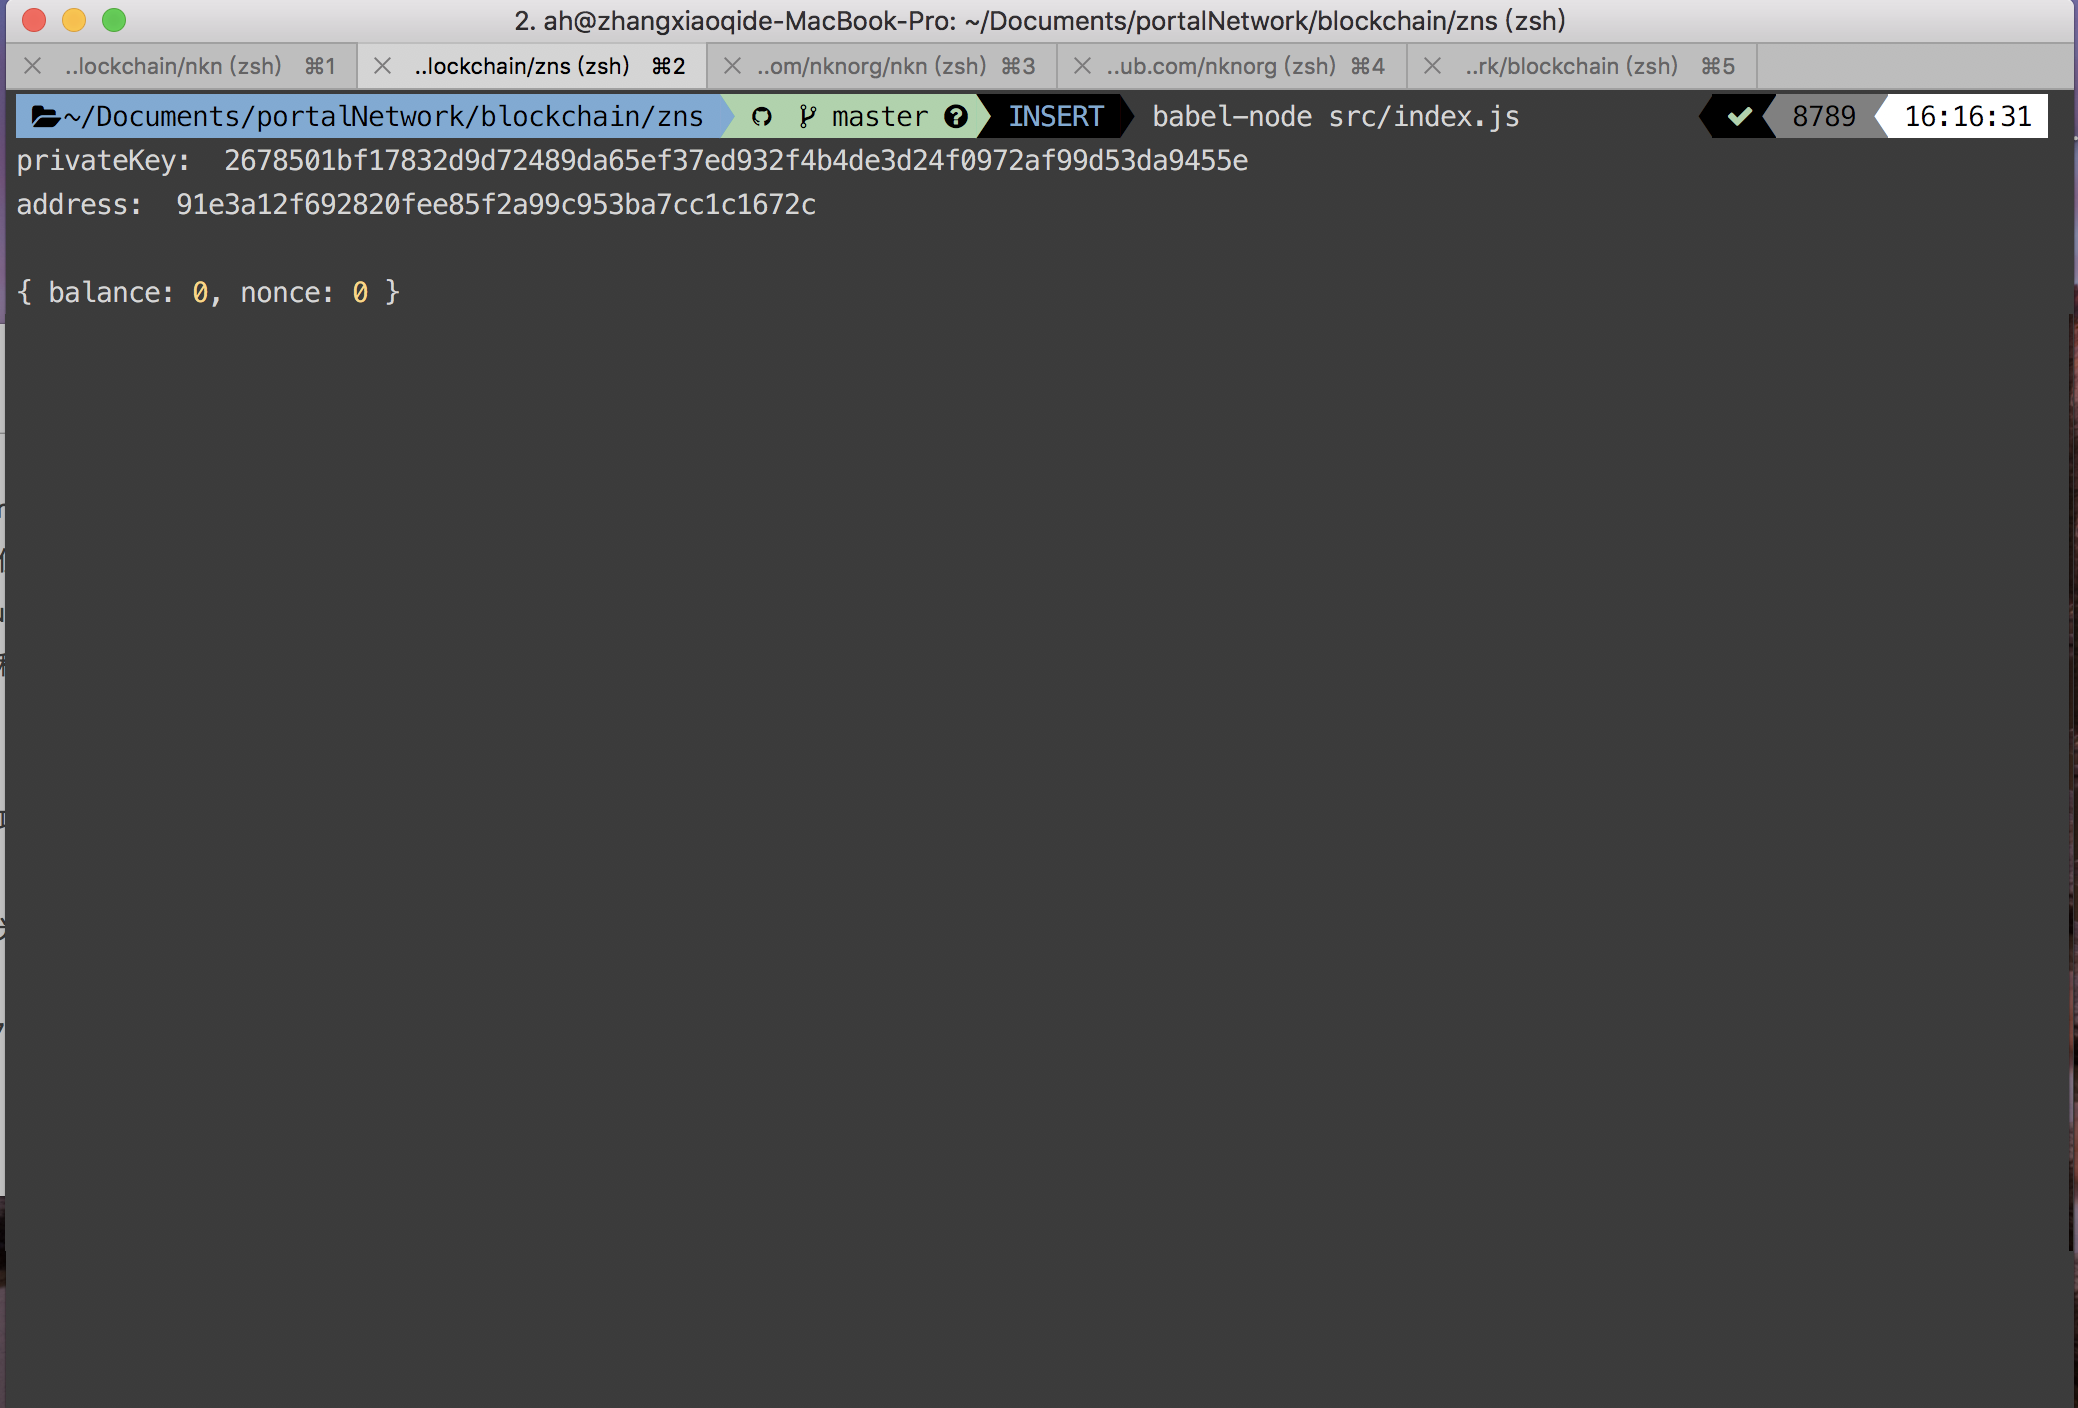 2. ah@zhangxiaoqide-MacBook-Pro: ~/Documents/portalNetwork/blockchain/zns (zsh)
..lockchain/nkn (zsh) ⌘1 ..lockchain/zns (zsh) ⌘2 ..om/nknorg/nkn (zsh) ⌘3 ..ub.com/nknorg (zsh) ⌘4 ..rk/blockchain (zsh) ⌘5
~/Documents/portalNetwork/blockchain/zns master ? INSERT babel-node src/index.js ✔ 8789 16:16:31
privateKey: 2678501bf17832d9d72489da65ef37ed932f4b4de3d24f0972af99d53da9455e
address: 91e3a12f692820fee85f2a99c953ba7cc1c1672c
{ balance: 0, nonce: 0 }